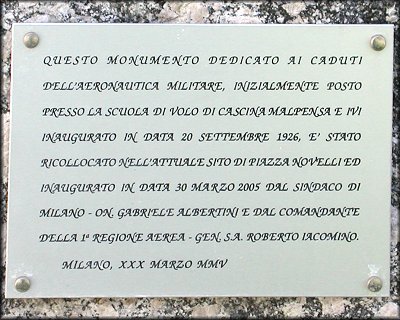 QUESTO MONUMENTO DEDICATO AI CADUTI
DELL'AERONAUTICA MILITARE, INIZIALMENTE POSTO
PRESSO LA SCUOLA DI VOLO DI CASCINA MALPENSA E IVI
INAUGURATO IN DATA 20 SETTEMBRE 1926, E' STATO
RICOLLOCATO NELL'ATTUALE SITO DI PIAZZA NOVELLI ED
INAUGURATO IN DATA 30 MARZO 2005 DAL SINDACO DI
MILANO - ON. GABRIELE ALBERTINI E DAL COMANDANTE
DELLA 1ª REGIONE AEREA - GEN. S.A. ROBERTO IACOMINO.
MILANO, XXX MARZO MMV